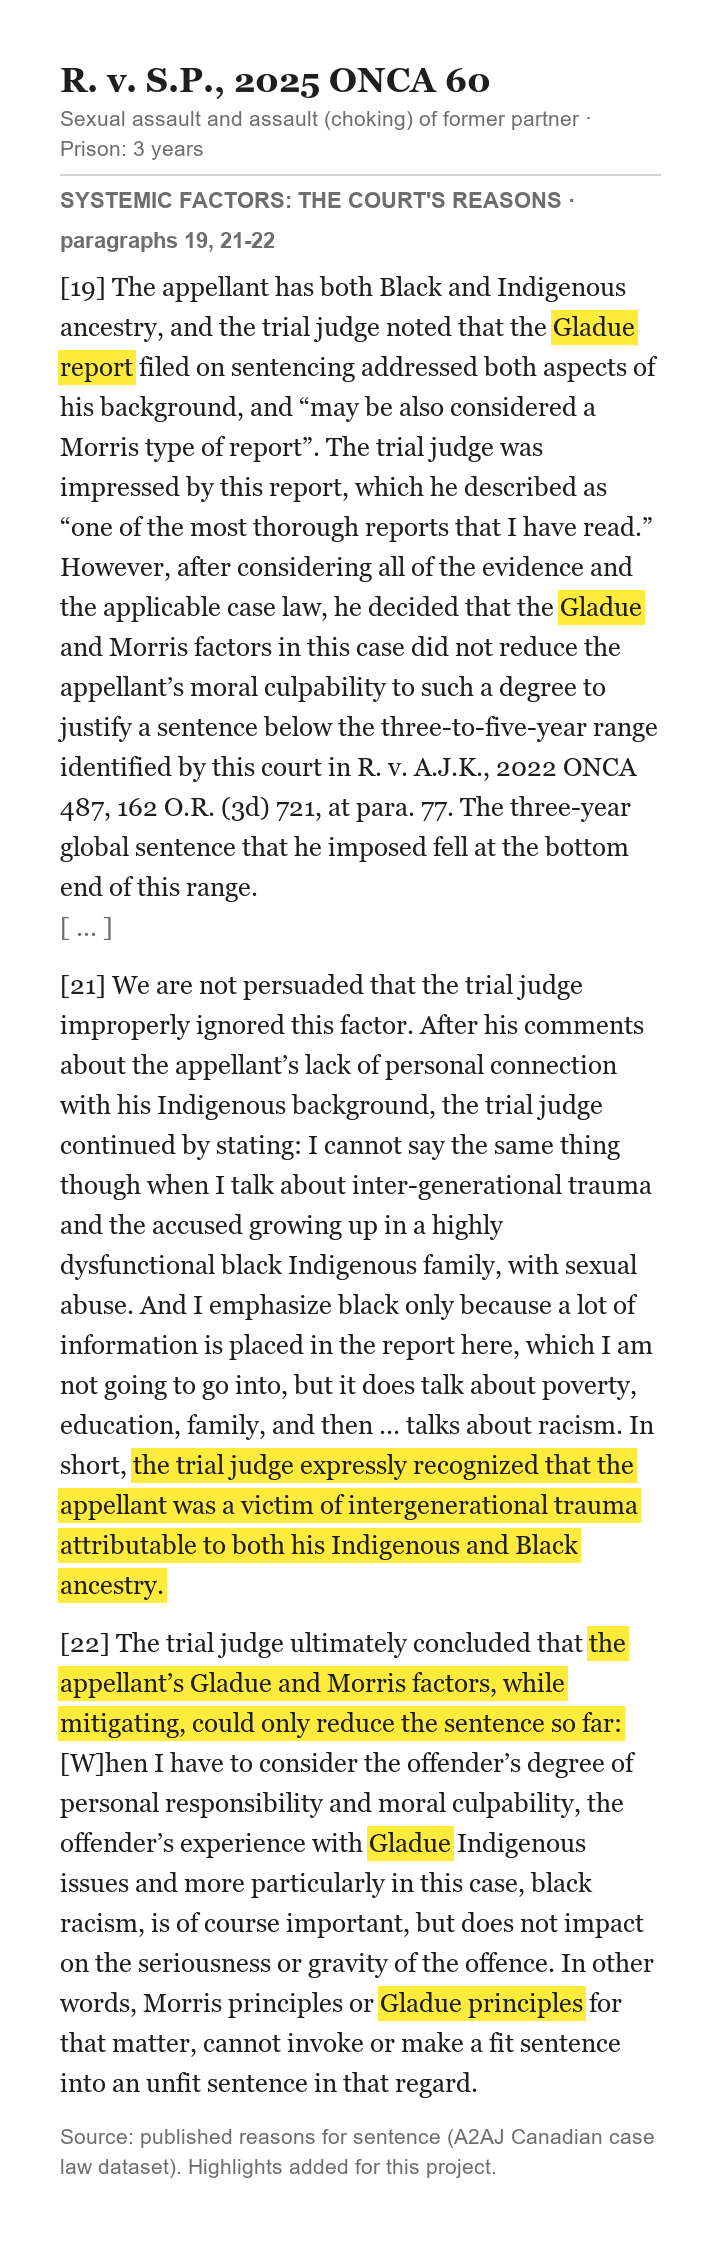 R. v. S.P., 2025 ONCA 60
Sexual assault and assault (choking) of former partner ·
Prison: 3 years
SYSTEMIC FACTORS: THE COURT'S REASONS ·
paragraphs 19, 21-22
[19] The appellant has both Black and Indigenous
ancestry, and the trial judge noted that the Gladue
report filed on sentencing addressed both aspects of
his background, and “may be also considered a
Morris type of report”. The trial judge was
impressed by this report, which he described as
“one of the most thorough reports that I have read.”
However, after considering all of the evidence and
the applicable case law, he decided that the Gladue
and Morris factors in this case did not reduce the
appellant’s moral culpability to such a degree to
justify a sentence below the three-to-five-year range
identified by this court in R. v. A.J.K., 2022 ONCA
487, 162 O.R. (3d) 721, at para. 77. The three-year
global sentence that he imposed fell at the bottom
end of this range.
[ ... ]
[21] We are not persuaded that the trial judge
improperly ignored this factor. After his comments
about the appellant’s lack of personal connection
with his Indigenous background, the trial judge
continued by stating: I cannot say the same thing
though when I talk about inter-generational trauma
and the accused growing up in a highly
dysfunctional black Indigenous family, with sexual
abuse. And I emphasize black only because a lot of
information is placed in the report here, which I am
not going to go into, but it does talk about poverty,
education, family, and then ... talks about racism. In
short, the trial judge expressly recognized that the
appellant was a victim of intergenerational trauma
attributable to both his Indigenous and Black
ancestry.
[22] The trial judge ultimately concluded that the
appellant’s Gladue and Morris factors, while
mitigating, could only reduce the sentence so far:
[W]hen I have to consider the offender’s degree of
personal responsibility and moral culpability, the
offender’s experience with Gladue Indigenous
issues and more particularly in this case, black
racism, is of course important, but does not impact
on the seriousness or gravity of the offence. In other
words, Morris principles or Gladue principles for
that matter, cannot invoke or make a fit sentence
into an unfit sentence in that regard.
Source: published reasons for sentence (A2AJ Canadian case
law dataset). Highlights added for this project.